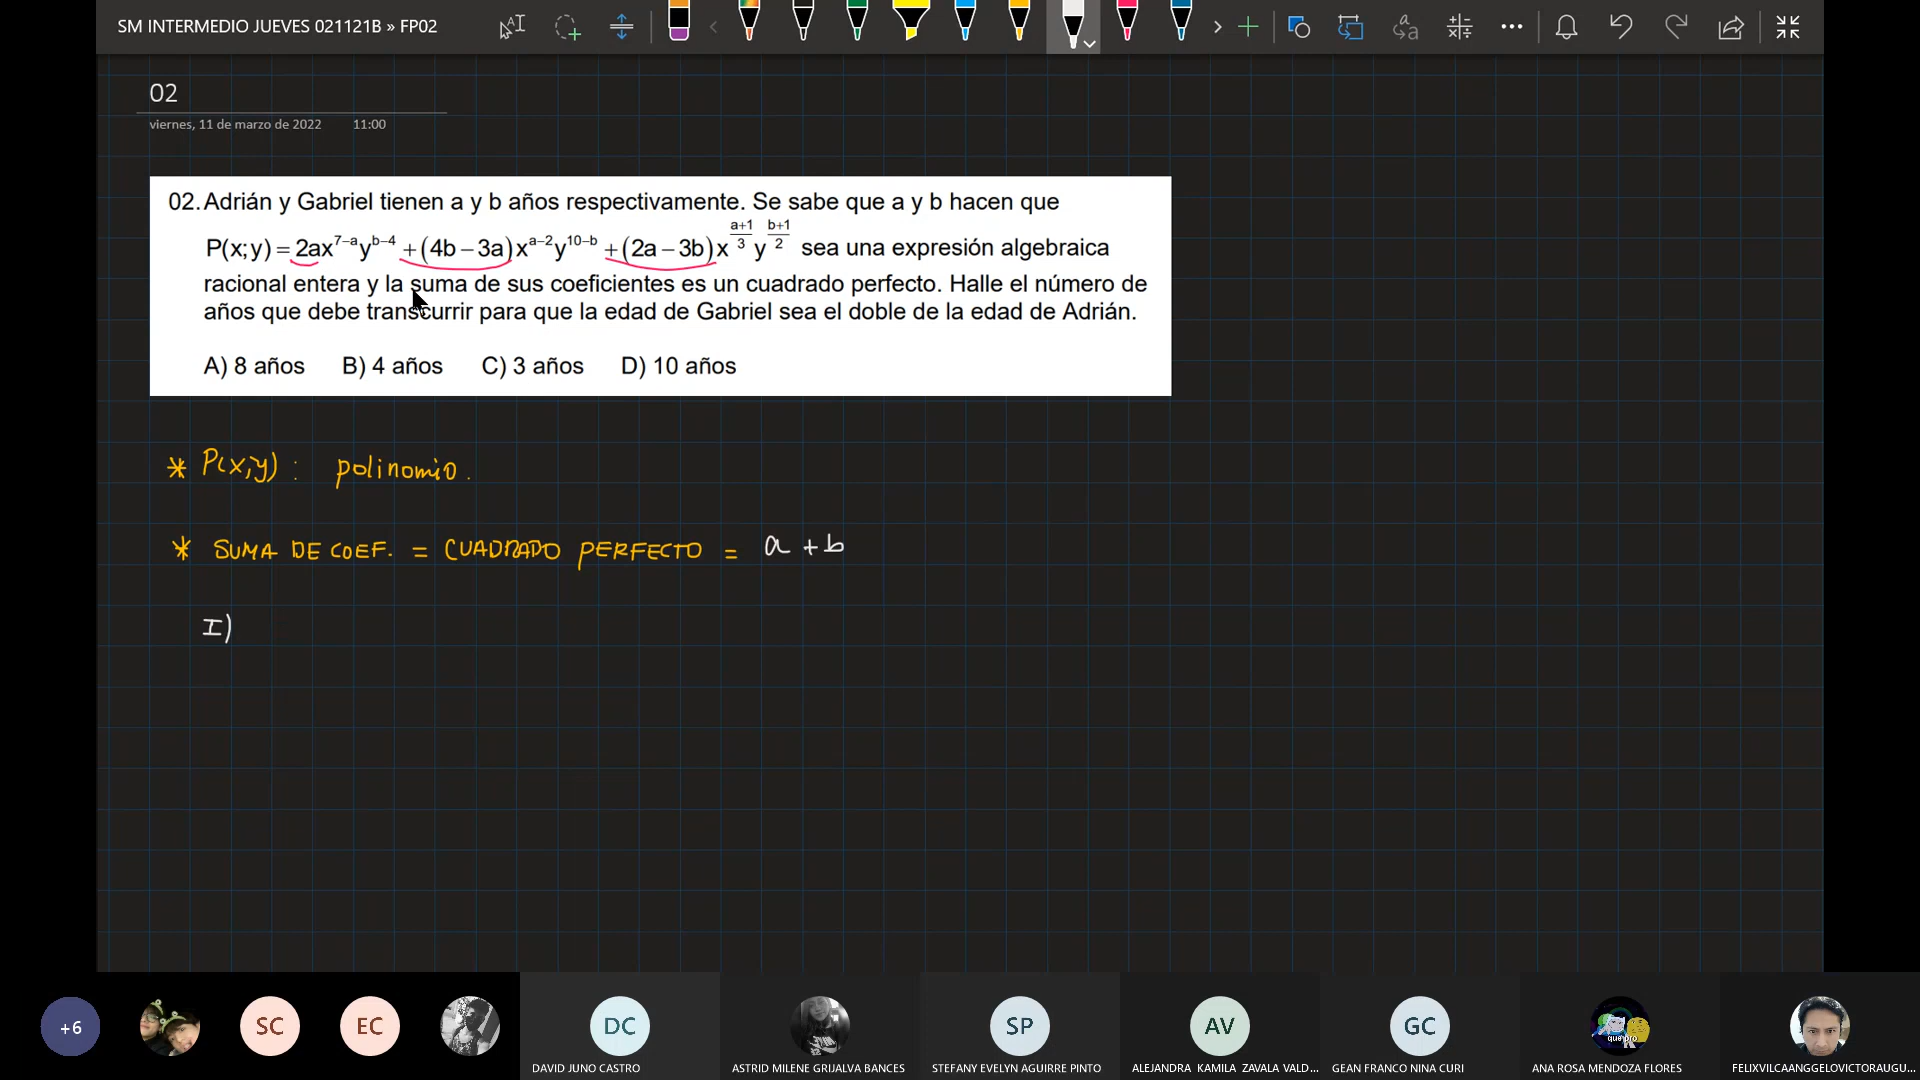 SM INTERMEDIO JUEVES 021121B » FP02
02
viernes, 11 de marzo de 2022 11:00
02. Adrián y Gabriel tienen a y b años respectivamente. Se sabe que a y b hacen que
P(x;y) = 2ax^{7−a}y^{b−4} + (4b − 3a)x^{a−2}y^{10−b} + (2a − 3b)x^{\frac{a+1}{3}}y^{\frac{b+1}{2}} sea una expresión algebraica
racional entera y la suma de sus coeficientes es un cuadrado perfecto. Halle el número de
años que debe transcurrir para que la edad de Gabriel sea el doble de la edad de Adrián.
A) 8 años B) 4 años C) 3 años D) 10 años
* P(x;y) : polinomio.
* SUMA DE COEF. = CUADRADO PERFECTO = a + b
I)
+6 SC EC DC SP AV GC que pro
DAVID JUNO CASTRO ASTRID MILENE GRIJALVA BANCES STEFANY EVELYN AGUIRRE PINTO ALEJANDRA KAMILA ZAVALA VALD... GEAN FRANCO NINA CURI ANA ROSA MENDOZA FLORES FELIXVILCAANGGELOVICTORAUGU...